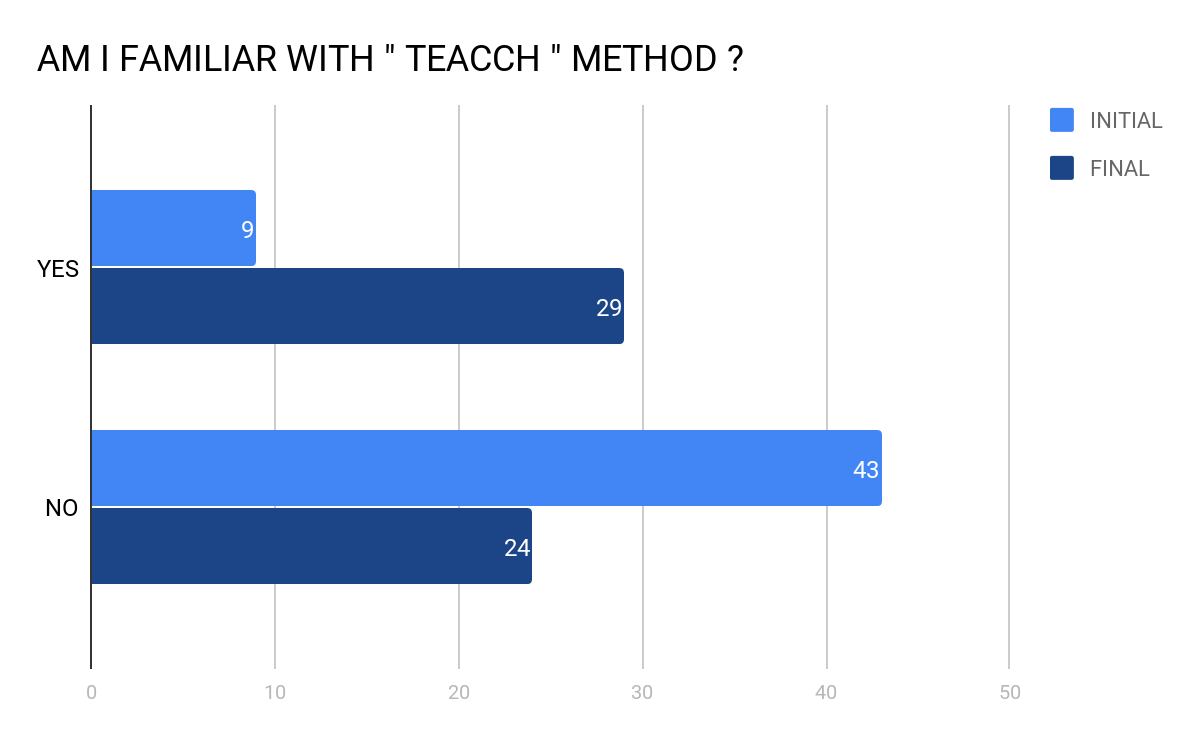 AM I FAMILIAR WITH " TEACCH " METHOD ?
INITIAL
FINAL
YES
9
29
NO
43
24
0 10 20 30 40 50